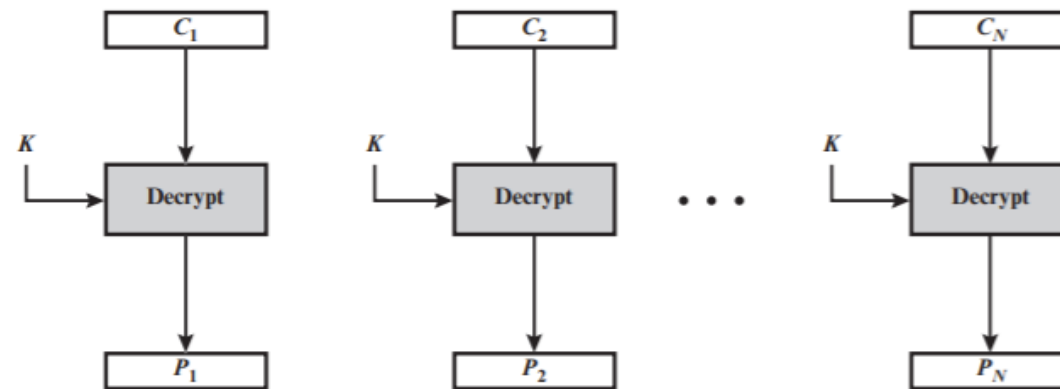 C1 C2 CN
K K K
Decrypt Decrypt • • • Decrypt
P1 P2 PN